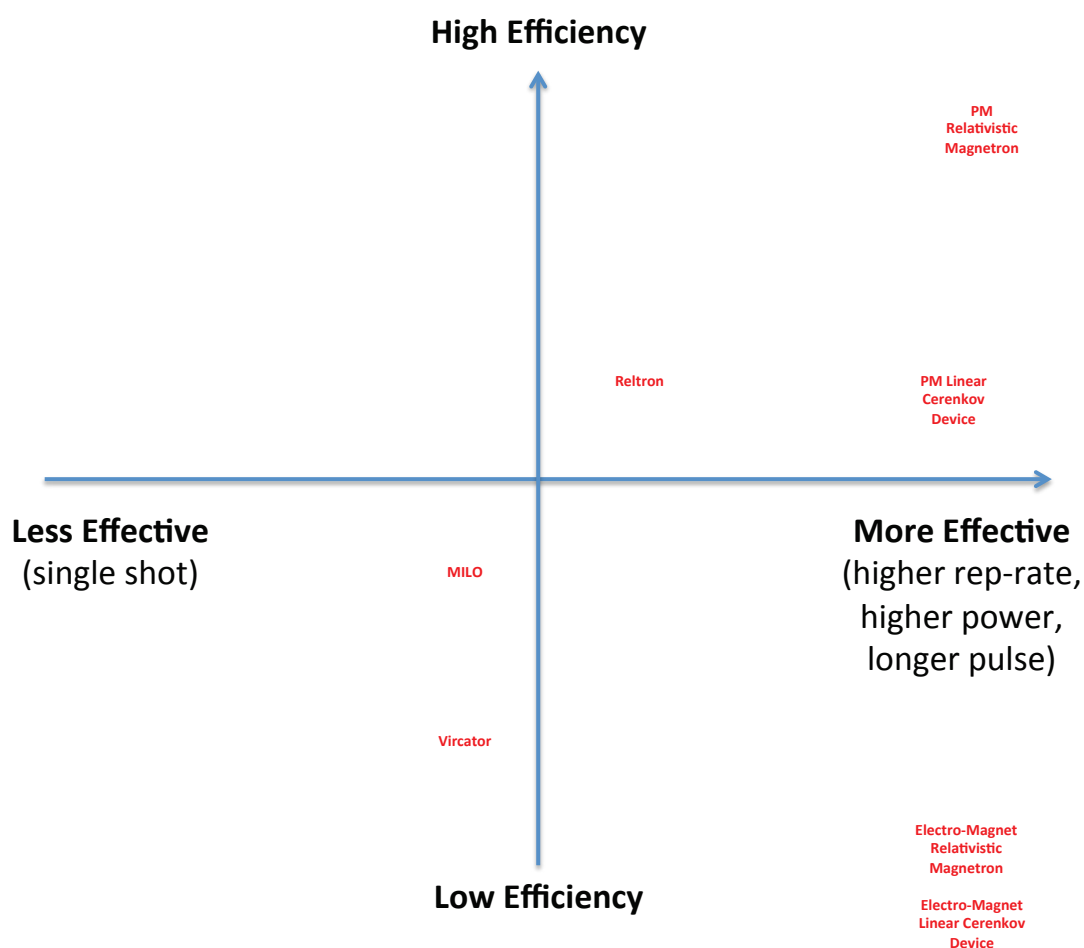 High Efficiency
PM
Relativistic
Magnetron
Reltron
PM Linear
Cerenkov
Device
Less Effective
(single shot)
More Effective
(higher rep-rate,
higher power,
longer pulse)
MILO
Vircator
Electro-Magnet
Relativistic
Magnetron
Low Efficiency
Electro-Magnet
Linear Cerenkov
Device